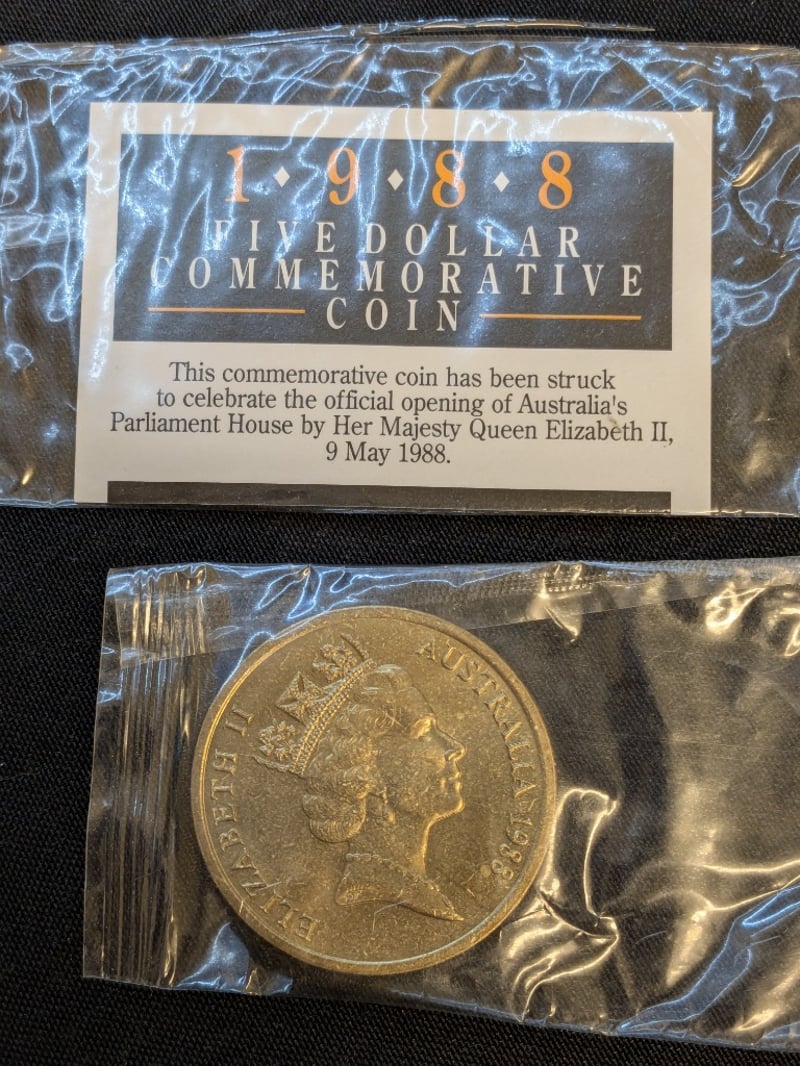 1 ♦ 9 ♦ 8 ♦ 8
FIVE DOLLAR
COMMEMORATIVE
COIN
This commemorative coin has been struck
to celebrate the official opening of Australia's
Parliament House by Her Majesty Queen Elizabeth II,
9 May 1988.
ELIZABETH II
AUSTRALIA 1988